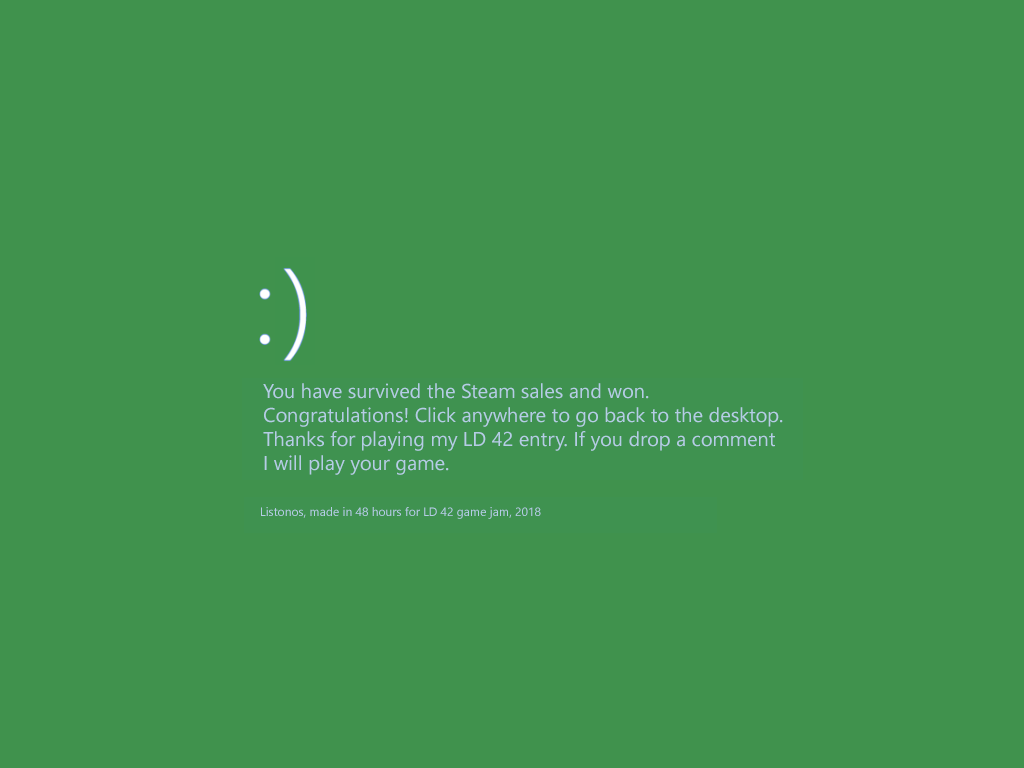 :)
You have survived the Steam sales and won.
Congratulations! Click anywhere to go back to the desktop.
Thanks for playing my LD 42 entry. If you drop a comment
I will play your game.
Listonos, made in 48 hours for LD 42 game jam, 2018